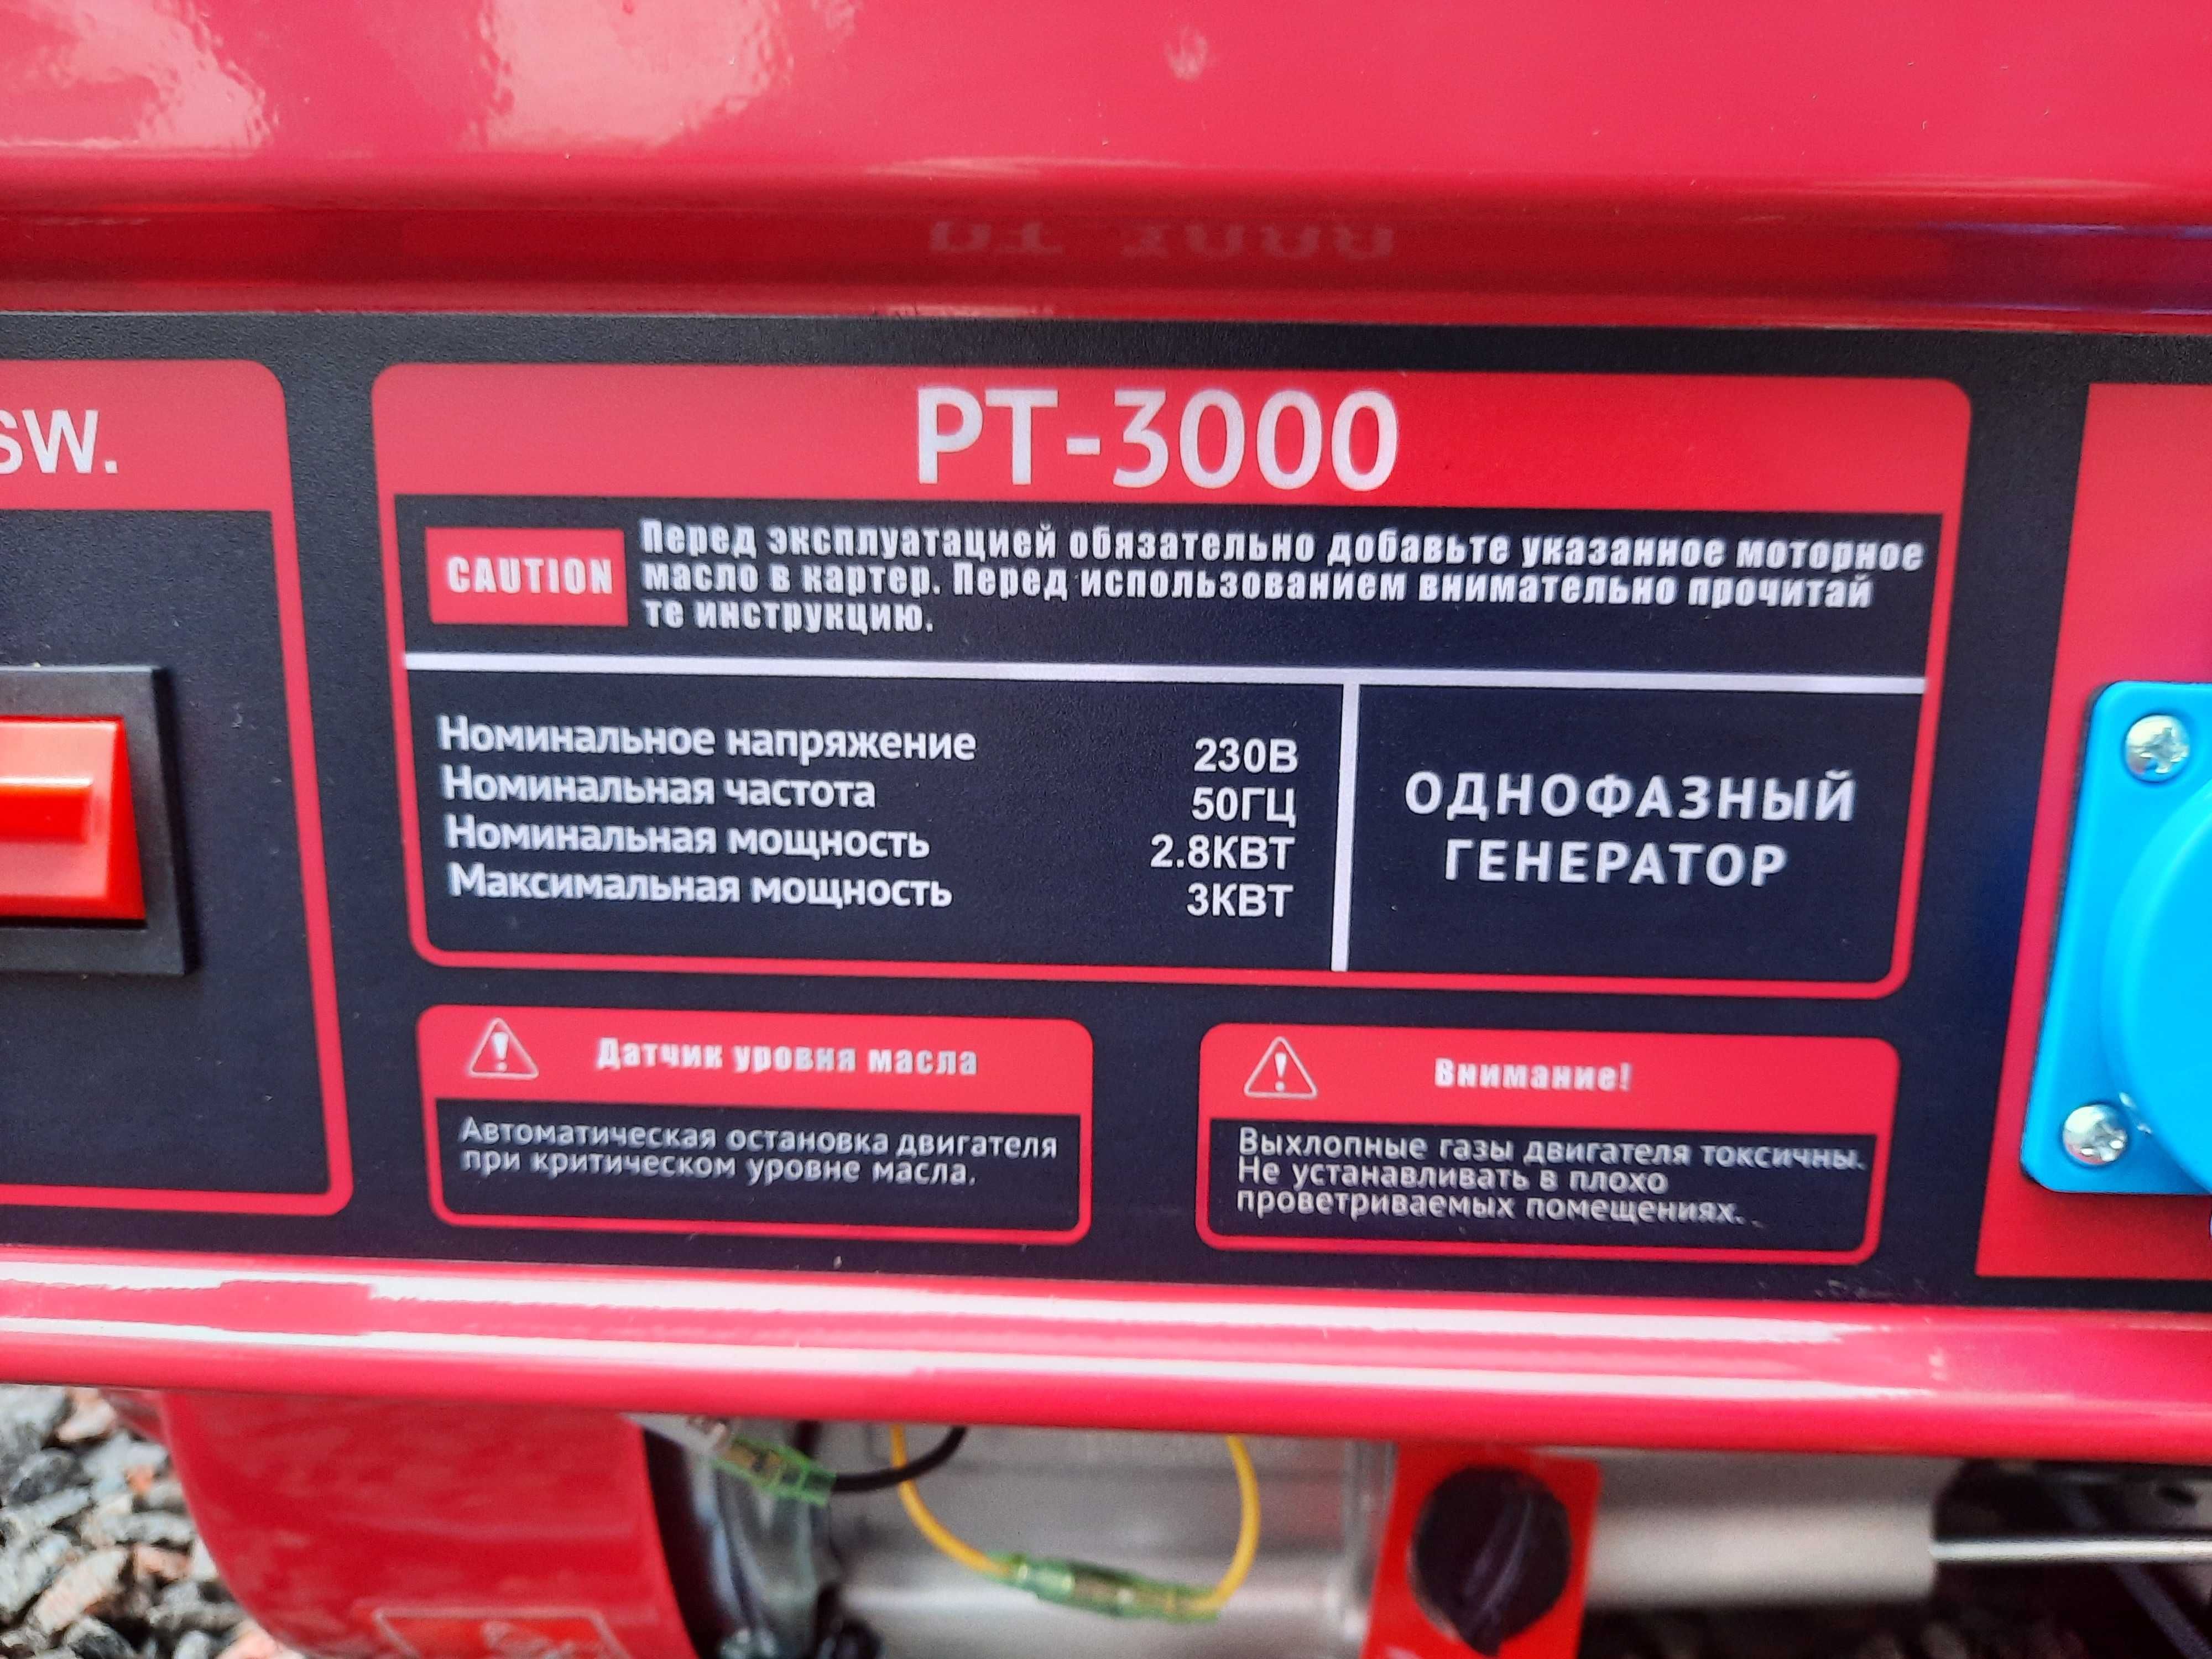 SW.
РТ-3000
CAUTION
Перед эксплуатацией обязательно добавьте указанное моторное
масло в картер. Перед использованием внимательно прочитай
те инструкцию.
Номинальное напряжение 230В
Номинальная частота 50ГЦ
Номинальная мощность 2.8КВТ
Максимальная мощность 3КВТ
ОДНОФАЗНЫЙ
ГЕНЕРАТОР
Датчик уровня масла
Автоматическая остановка двигателя
при критическом уровне масла.
Внимание!
Выхлопные газы двигателя токсичны.
Не устанавливать в плохо
проветриваемых помещениях.